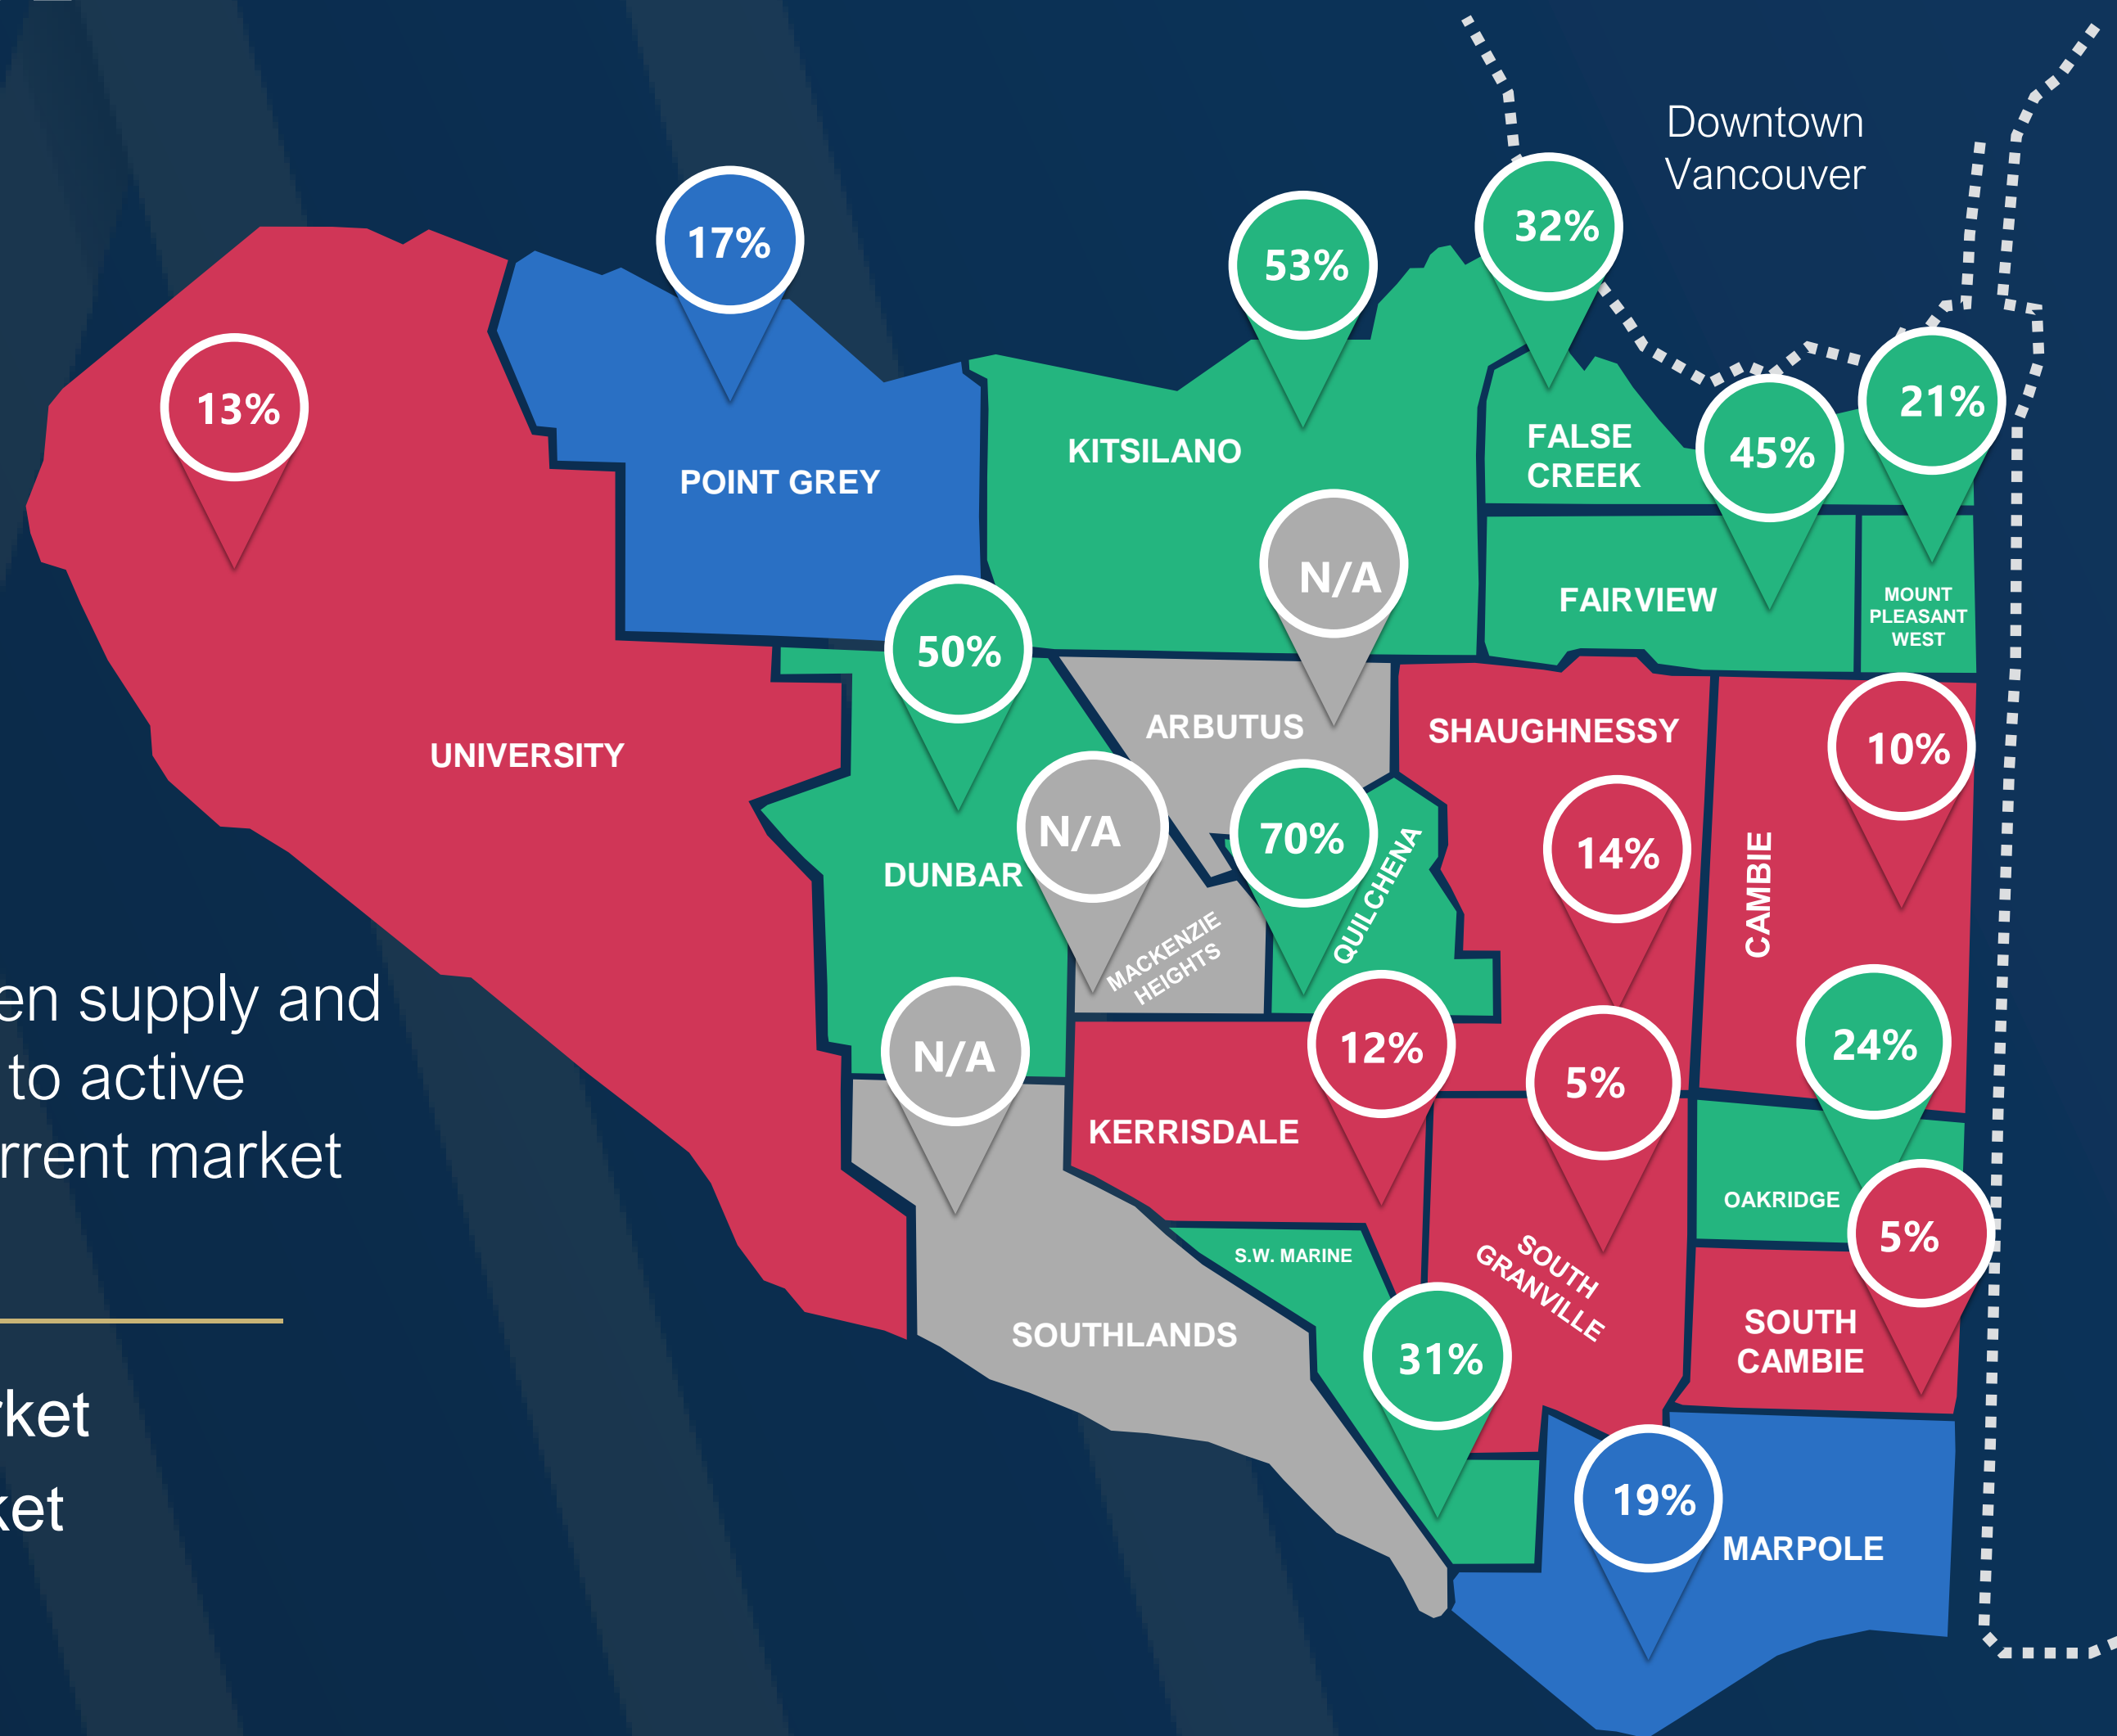 Downtown
Vancouver
32%
17%
53%
13%
21%
45%
FALSE
CREEK
KITSILANO
POINT GREY
N/A
FAIRVIEW
MOUNT
PLEASANT
WEST
50%
ARBUTUS
SHAUGHNESSY
10%
UNIVERSITY
N/A
70%
14%
DUNBAR
QUILCHENA
CAMBIE
MACKENZIE
HEIGHTS
en supply and
to active
rrent market
N/A
12%
5%
24%
KERRISDALE
OAKRIDGE
5%
S.W. MARINE
SOUTH
GRANVILLE
SOUTHLANDS
SOUTH
CAMBIE
31%
rket
ket
19%
MARPOLE